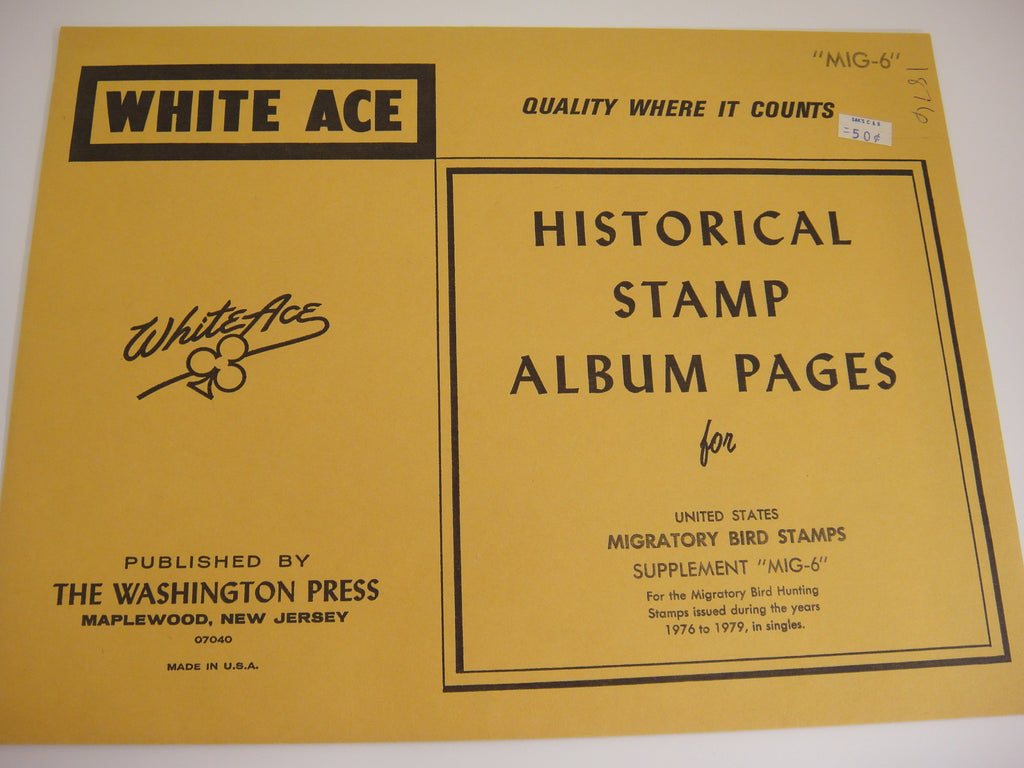 "MIG-6"
WHITE ACE
QUALITY WHERE IT COUNTS
50¢
1976
HISTORICAL
STAMP
ALBUM PAGES
for
White Ace
UNITED STATES
MIGRATORY BIRD STAMPS
SUPPLEMENT "MIG-6"
For the Migratory Bird Hunting
Stamps issued during the years
1976 to 1979, in singles.
PUBLISHED BY
THE WASHINGTON PRESS
MAPLEWOOD, NEW JERSEY
07040
MADE IN U.S.A.